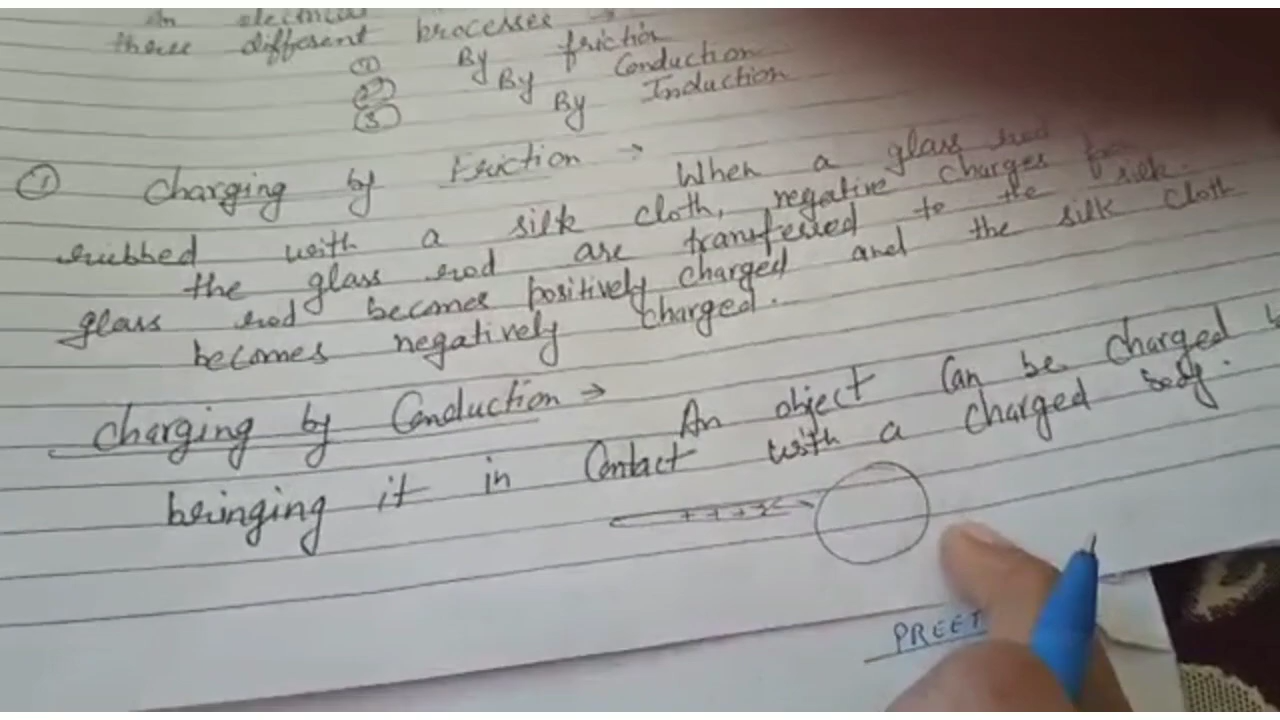 An
three different processes →
① By friction
② By Conduction
③ By Induction
① Charging by Friction → When a glass rod
rubbed with a silk cloth, negative charges
the glass rod are transferred to the silk.
glass rod becomes positively charged and the silk cloth
becomes negatively charged.
Charging by Conduction → An object Can be charged
bringing it in Contact with a charged body.
PREET